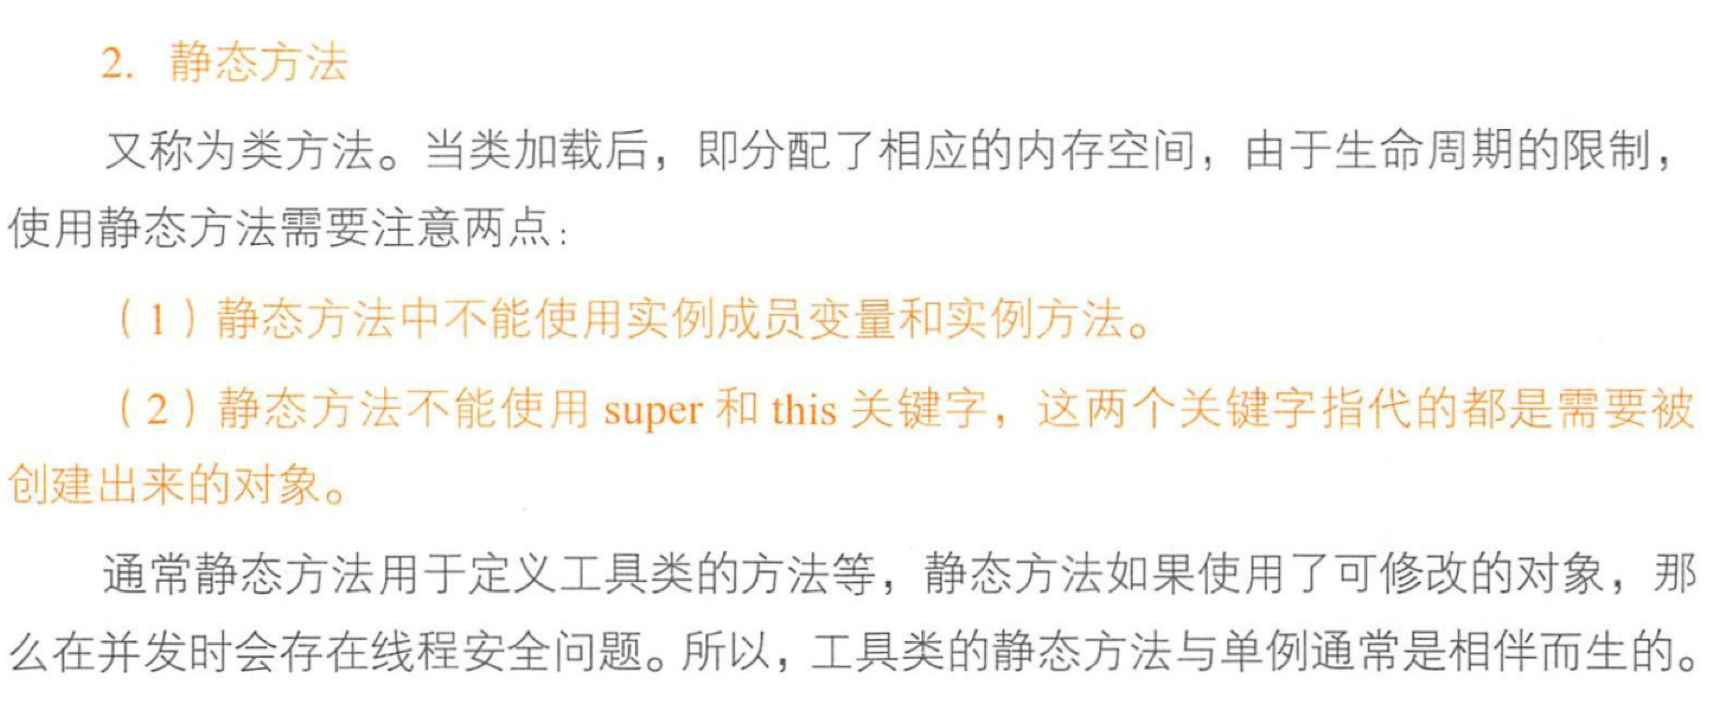 2. 静态方法
又称为类方法。当类加载后，即分配了相应的内存空间，由于生命周期的限制，
使用静态方法需要注意两点：
（1）静态方法中不能使用实例成员变量和实例方法。
（2）静态方法不能使用 super 和 this 关键字，这两个关键字指代的都是需要被
创建出来的对象。
通常静态方法用于定义工具类的方法等，静态方法如果使用了可修改的对象，那
么在并发时会存在线程安全问题。所以，工具类的静态方法与单例通常是相伴而生的。